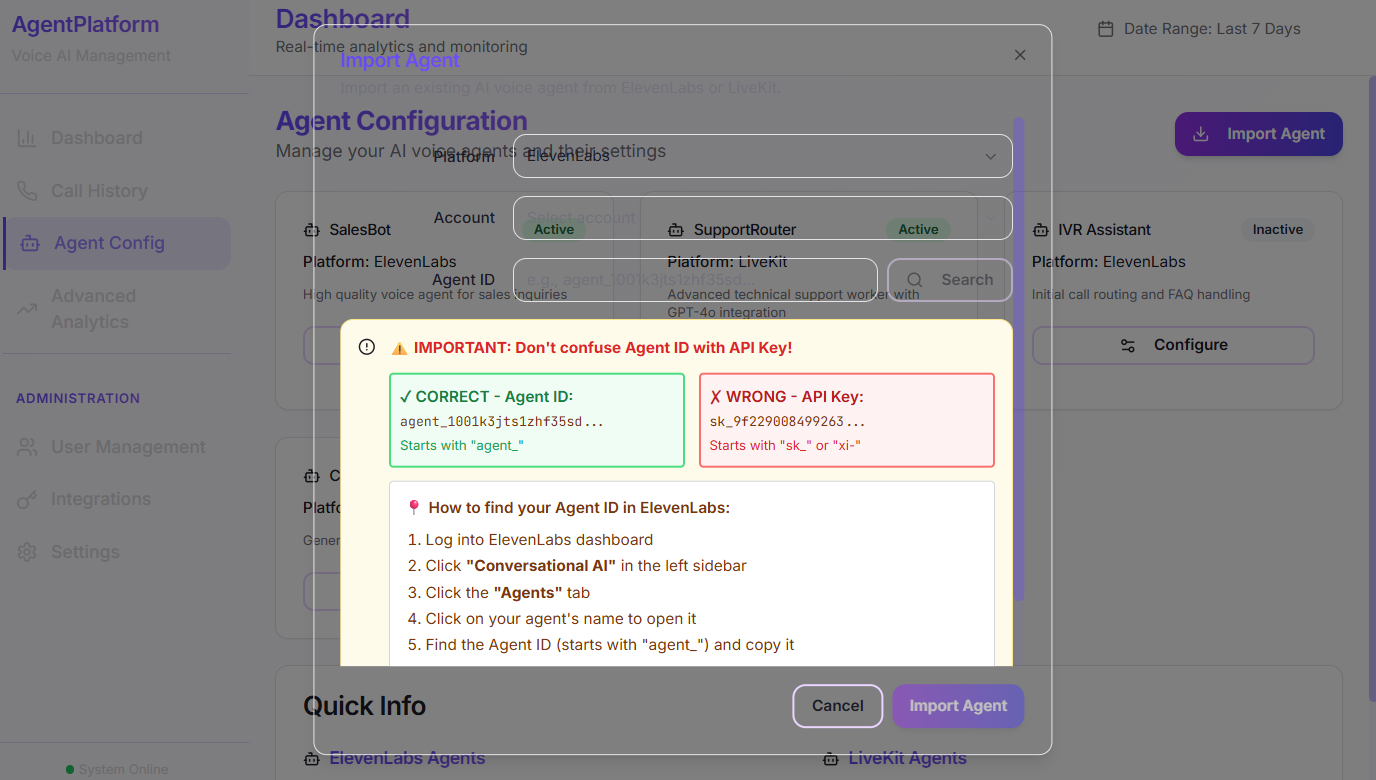 AgentPlatform
Voice AI Management
Dashboard
Call History
Agent Config
Advanced
Analytics
ADMINISTRATION
User Management
Integrations
Settings
System Online
Dashboard
Real-time analytics and monitoring
Date Range: Last 7 Days
Agent Configuration
Manage your AI voice agents and their settings
Import Agent
SalesBot
Active
Platform: ElevenLabs
High quality voice agent for sales inquiries
SupportRouter
Active
Platform: LiveKit
Advanced technical support worker with
GPT-4o integration
IVR Assistant
Inactive
Platform: ElevenLabs
Initial call routing and FAQ handling
Configure
Quick Info
ElevenLabs Agents
LiveKit Agents
Import Agent
Import an existing AI voice agent from ElevenLabs or LiveKit.
Platform
ElevenLabs
Account
Select account
Agent ID
e.g., agent_1001k3jts1zhf35sd...
Search
⚠️ IMPORTANT: Don't confuse Agent ID with API Key!
✓ CORRECT - Agent ID:
agent_1001k3jts1zhf35sd...
Starts with "agent_"
✗ WRONG - API Key:
sk_9f229008499263...
Starts with "sk_" or "xi-"
📍 How to find your Agent ID in ElevenLabs:
1. Log into ElevenLabs dashboard
2. Click "Conversational AI" in the left sidebar
3. Click the "Agents" tab
4. Click on your agent's name to open it
5. Find the Agent ID (starts with "agent_") and copy it
Cancel
Import Agent